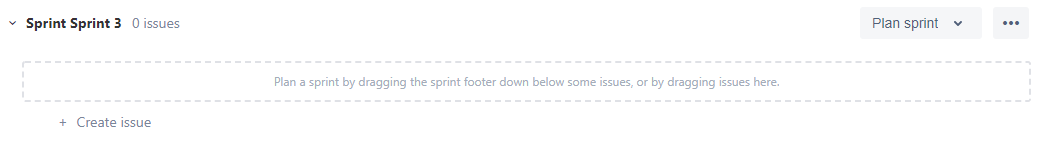 Sprint Sprint 3 0 issues Plan sprint •••
Plan a sprint by dragging the sprint footer down below some issues, or by dragging issues here.
+ Create issue